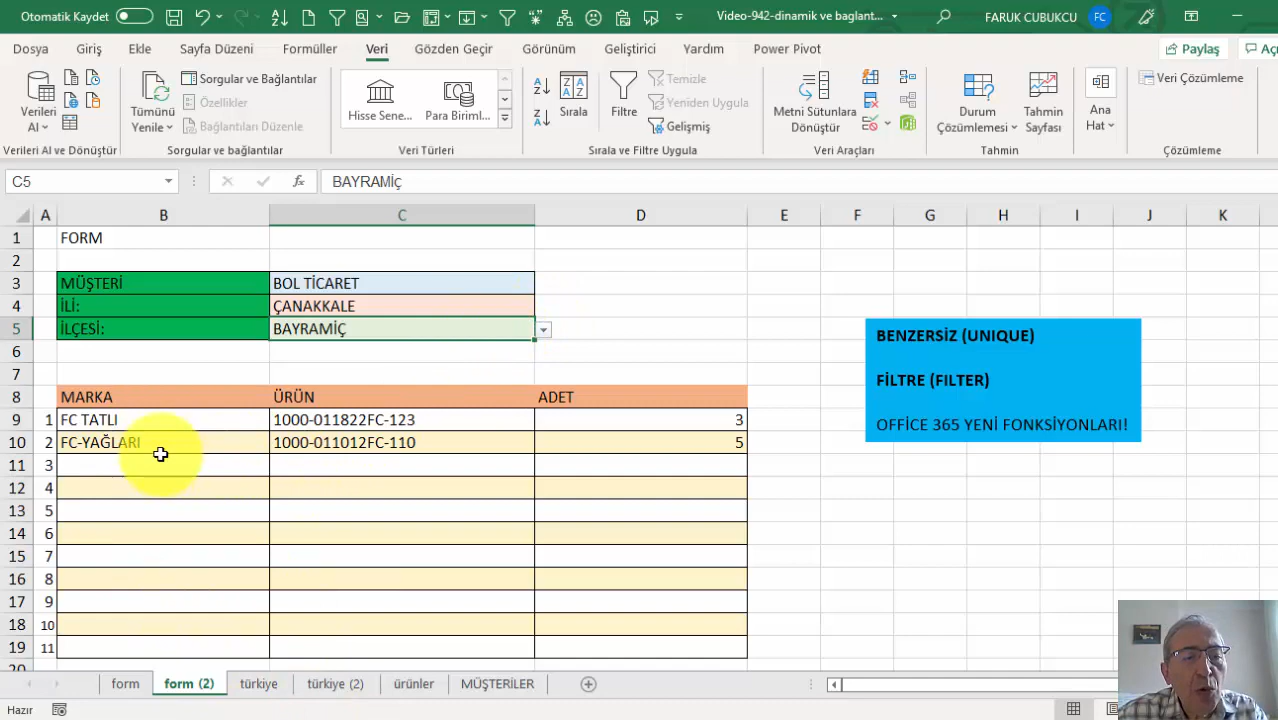 Otomatik Kaydet
Video-942-dinamik ve baglant...
FARUK CUBUKCU
FC
Dosya Giriş Ekle Sayfa Düzeni Formüller Veri Gözden Geçir Görünüm Geliştirici Yardım Power Pivot
Paylaş
Açı
Verileri
Al
Tümünü
Yenile
Sorgular ve Bağlantılar
Özellikler
Bağlantıları Düzenle
Hisse Sene...
Para Biriml...
Sırala
Filtre
Temizle
Yeniden Uygula
Gelişmiş
Metni Sütunlara
Dönüştür
Durum
Çözümlemesi
Tahmin
Sayfası
Ana
Hat
Veri Çözümleme
Verileri Al ve Dönüştür
Sorgular ve bağlantılar
Veri Türleri
Sırala ve Filtre Uygula
Veri Araçları
Tahmin
Çözümleme
C5
fx
BAYRAMİÇ
A B C D E F G H I J K
1 FORM
2
3 MÜŞTERİ BOL TİCARET
4 İLİ: ÇANAKKALE
5 İLÇESİ: BAYRAMİÇ
6
7
8 MARKA ÜRÜN ADET
9 1 FC TATLI 1000-011822FC-123 3
10 2 FC-YAĞLARI 1000-011012FC-110 5
11 3
12 4
13 5
14 6
15 7
16 8
17 9
18 10
19 11
20
BENZERSİZ (UNIQUE)
FİLTRE (FILTER)
OFFICE 365 YENİ FONKSİYONLARI!
form form (2) türkiye türkiye (2) ürünler MÜŞTERİLER
Hazır